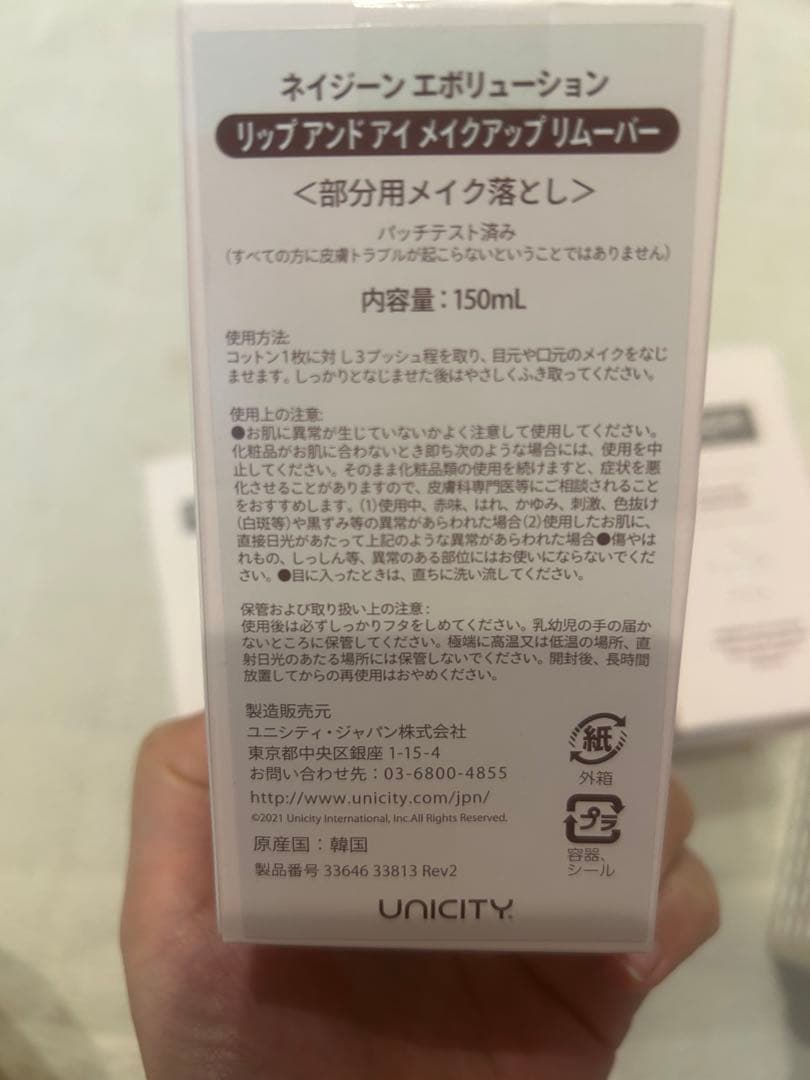 ネイジーン エボリューション
リップ アンド アイ メイクアップ リムーバー
＜部分用メイク落とし＞
パッチテスト済み
(すべての方に皮膚トラブルが起こらないということではありません)
内容量：150mL
使用方法:
コットン1枚に対し3プッシュ程を取り、目元や口元のメイクをなじ
ませます。しっかりとなじませた後はやさしくふき取ってください。
使用上の注意:
●お肌に異常が生じていないかよく注意して使用してください。
化粧品がお肌に合わないとき即ち次のような場合には、使用を中
止してください。そのまま化粧品類の使用を続けますと、症状を悪
化させることがありますので、皮膚科専門医等にご相談されること
をおすすめします。(1)使用中、赤味、はれ、かゆみ、刺激、色抜け
(白斑等)や黒ずみ等の異常があらわれた場合(2)使用したお肌に、
直接日光があたって上記のような異常があらわれた場合●傷やは
れもの、しっしん等、異常のある部位にはお使いにならないでくだ
さい。●目に入ったときは、直ちに洗い流してください。
保管および取り扱い上の注意:
使用後は必ずしっかりフタをしめてください。乳幼児の手の届か
ないところに保管してください。極端に高温又は低温の場所、直
射日光のあたる場所には保管しないでください。開封後、長時間
放置してからの再使用はおやめください。
製造販売元
ユニシティ・ジャパン株式会社
東京都中央区銀座 1-15-4
お問い合わせ先：03-6800-4855
http://www.unicity.com/jpn/
©2021 Unicity International, Inc.All Rights Reserved.
原産国：韓国
製品番号 33646 33813 Rev2
紙
外箱
プラ
容器、
シール
UNICITY.